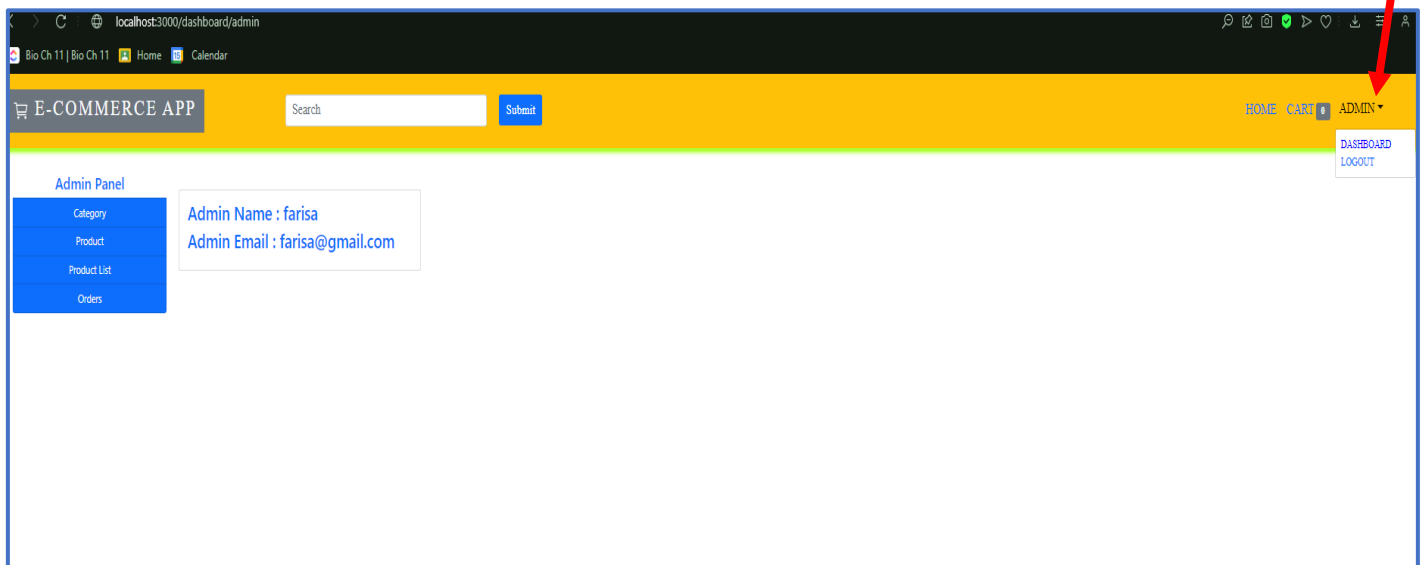 localhost:3000/dashboard/admin
Bio Ch 11 | Bio Ch 11 Home 15 Calendar
E-COMMERCE APP Search Submit HOME CART 0 ADMIN
DASHBOARD
LOGOUT
Admin Panel
Category
Product
Product List
Orders
Admin Name : farisa
Admin Email : farisa@gmail.com